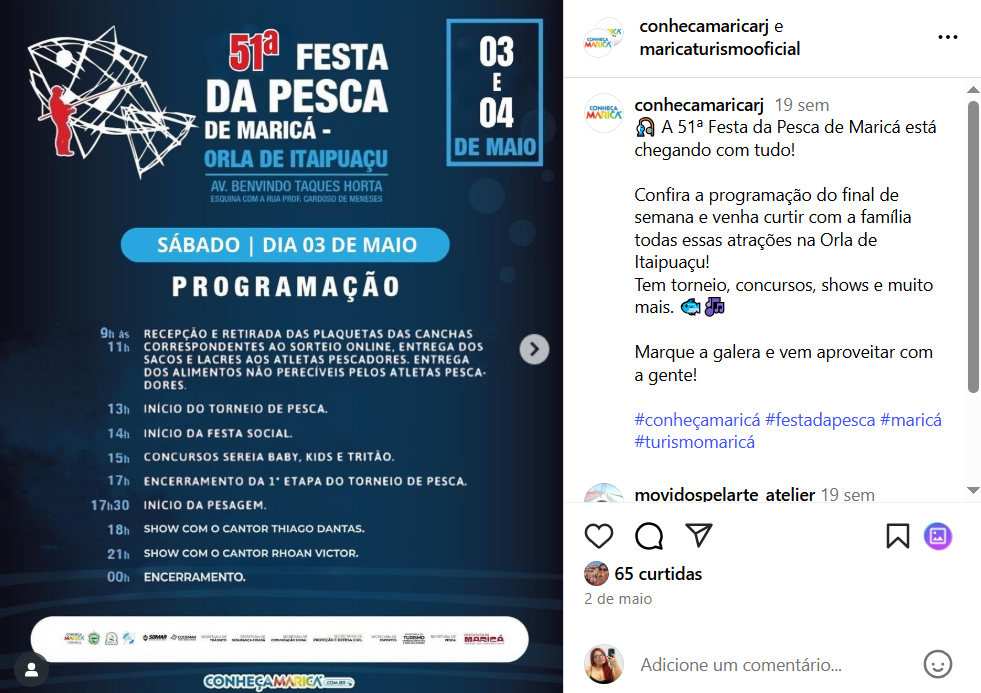 51ª FESTA
DA PESCA
DE MARICÁ -
ORLA DE ITAIPUAÇU
AV. BENVINDO TAQUES HORTA
ESQUINA COM A RUA PROF. CARDOSO DE MENESES
03
E
04
DE MAIO
SÁBADO | DIA 03 DE MAIO
PROGRAMAÇÃO
9h às 11h RECEPÇÃO E RETIRADA DAS PLAQUETAS DAS CANCHAS
CORRESPONDENTES AO SORTEIO ONLINE, ENTREGA DOS
SACOS E LACRES AOS ATLETAS PESCADORES. ENTREGA
DOS ALIMENTOS NÃO PERECÍVEIS PELOS ATLETAS PESCA-
DORES.
13h INÍCIO DO TORNEIO DE PESCA.
14h INÍCIO DA FESTA SOCIAL.
15h CONCURSOS SEREIA BABY, KIDS E TRITÃO.
17h ENCERRAMENTO DA 1ª ETAPA DO TORNEIO DE PESCA.
17h30 INÍCIO DA PESAGEM.
18h SHOW COM O CANTOR THIAGO DANTAS.
21h SHOW COM O CANTOR RHOAN VICTOR.
00h ENCERRAMENTO.
SOMAR
TURISMO
MARICÁ
CONHEÇAMARICÁ.COM.BR
conhecamaricarj e
maricaturismooficial
CONHEÇA
MARICÁ
conhecamaricarj 19 sem
A 51ª Festa da Pesca de Maricá está
chegando com tudo!
Confira a programação do final de
semana e venha curtir com a família
todas essas atrações na Orla de
Itaipuaçu!
Tem torneio, concursos, shows e muito
mais.
Marque a galera e vem aproveitar com
a gente!
#conheçamaricá #festadapesca #maricá
#turismomaricá
movidospelarte_atelier 19 sem
65 curtidas
2 de maio
Adicione um comentário...